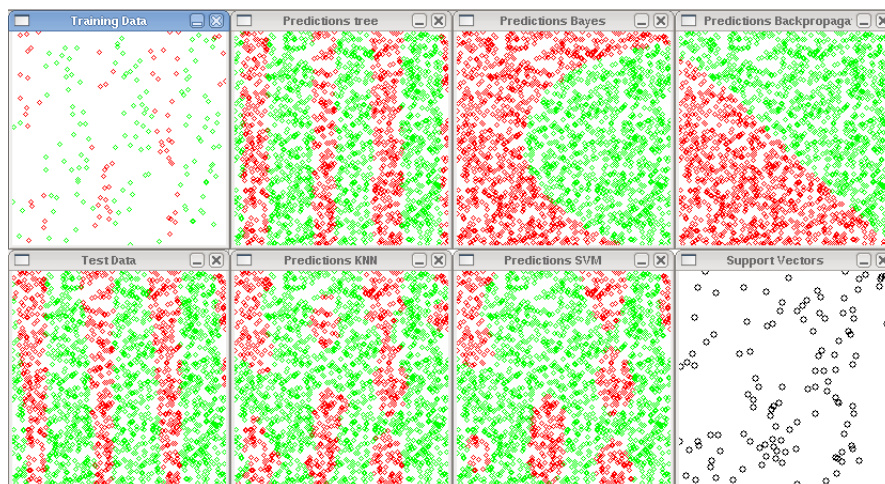 Training Data
Predictions tree
Predictions Bayes
Predictions Backpropaga
Test Data
Predictions KNN
Predictions SVM
Support Vectors